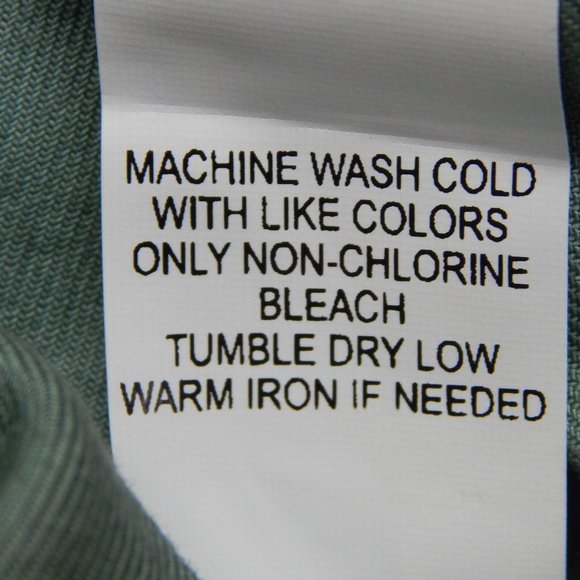 MACHINE WASH COLD
WITH LIKE COLORS
ONLY NON-CHLORINE
BLEACH
TUMBLE DRY LOW
WARM IRON IF NEEDED